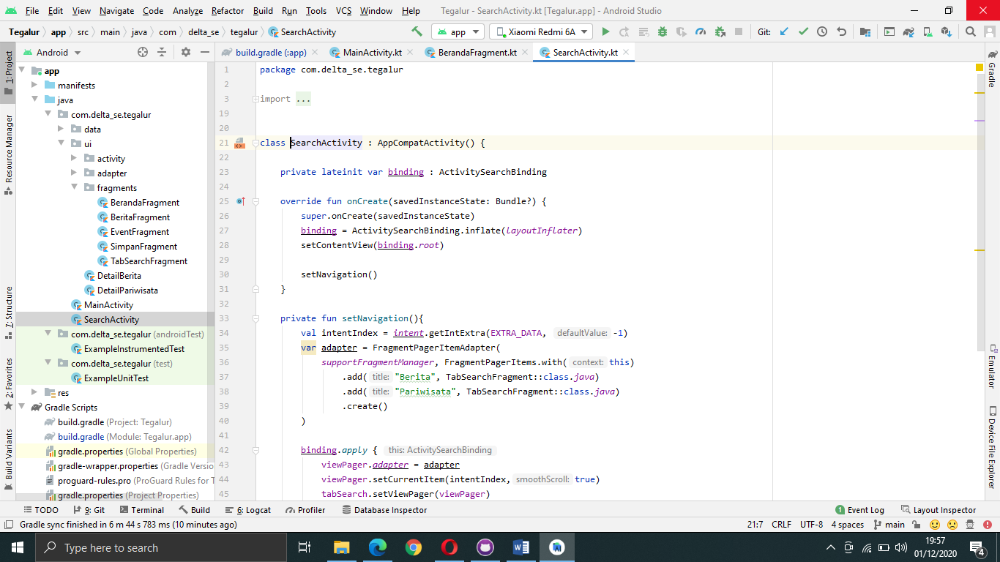 File Edit View Navigate Code Analyze Refactor Build Run Tools VCS Window Help Tegalur - SearchActivity.kt [Tegalur.app] - Android Studio
Tegalur app src main java com delta_se tegalur SearchActivity app Xiaomi Redmi 6A Git:
Android build.gradle (:app) MainActivity.kt BerandaFragment.kt SearchActivity.kt
1: Project
Resource Manager
7: Structure
2: Favorites
Build Variants
app
manifests
java
com.delta_se.tegalur
data
ui
activity
adapter
fragments
BerandaFragment
BeritaFragment
EventFragment
SimpanFragment
TabSearchFragment
DetailBerita
DetailPariwisata
MainActivity
SearchActivity
com.delta_se.tegalur (androidTest)
ExampleInstrumentedTest
com.delta_se.tegalur (test)
ExampleUnitTest
res
Gradle Scripts
build.gradle (Project: Tegalur)
build.gradle (Module: Tegalur.app)
gradle.properties (Global Properties)
gradle-wrapper.properties (Gradle Versio
proguard-rules.pro (ProGuard Rules for T
gradle.properties (Project Properties)
1 package com.delta_se.tegalur
2
3 import ...
19
20
21 class SearchActivity : AppCompatActivity() {
22
23 private lateinit var binding : ActivitySearchBinding
24
25 override fun onCreate(savedInstanceState: Bundle?) {
26 super.onCreate(savedInstanceState)
27 binding = ActivitySearchBinding.inflate(layoutInflater)
28 setContentView(binding.root)
29
30 setNavigation()
31 }
32
33 private fun setNavigation(){
34 val intentIndex = intent.getIntExtra(EXTRA_DATA, defaultValue: -1)
35 var adapter = FragmentPagerItemAdapter(
36 supportFragmentManager, FragmentPagerItems.with( context: this)
37 .add( title: "Berita", TabSearchFragment::class.java)
38 .add( title: "Pariwisata", TabSearchFragment::class.java)
39 .create()
40 )
41
42 binding.apply { this: ActivitySearchBinding
43 viewPager.adapter = adapter
44 viewPager.setCurrentItem(intentIndex, smoothScroll: true)
45 tabSearch.setViewPager(viewPager)
Gradle
Emulator
Device File Explorer
TODO 9: Git Terminal Build 6: Logcat Profiler Database Inspector 1 Event Log Layout Inspector
Gradle sync finished in 6 m 44 s 783 ms (10 minutes ago) 21:7 CRLF UTF-8 4 spaces main
Type here to search
19:57
01/12/2020
4